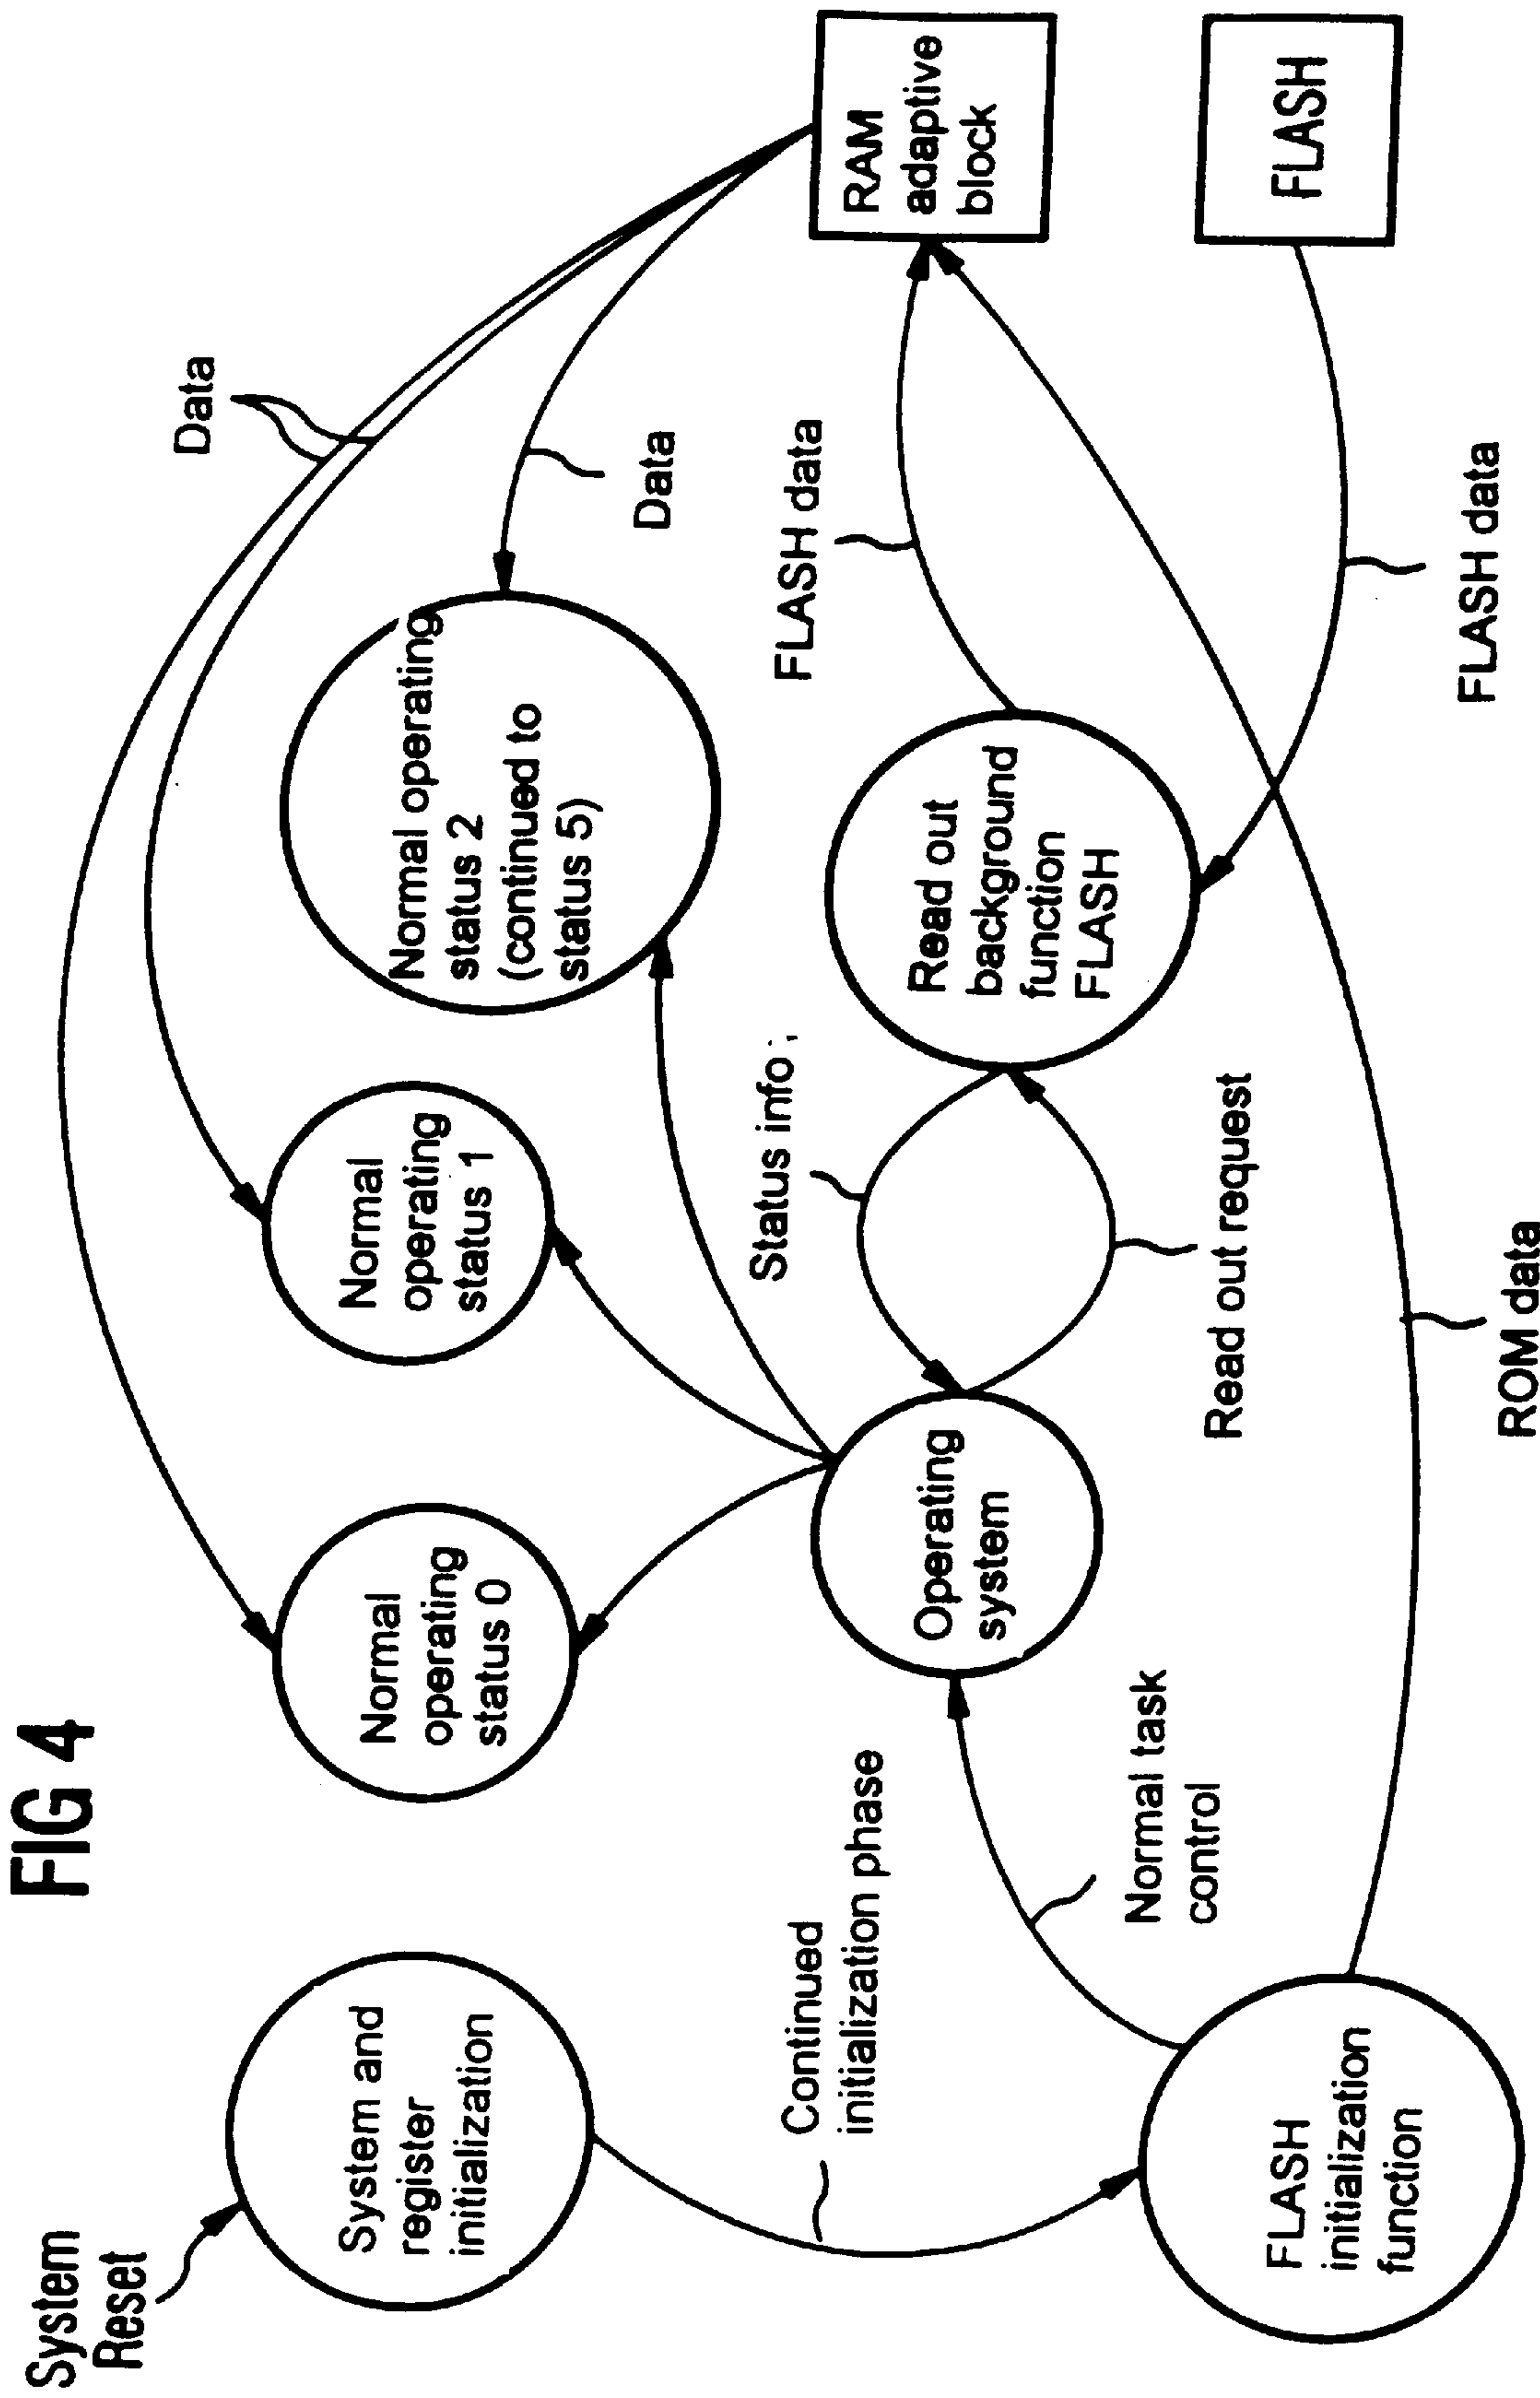 FIG 4
System
Reset
System and
register
initialization
Normal
operating
status 0
Normal
operating
status 1
Normal operating
status 2
(continued to
status 5)
Data
Data
Continued
initialization phase
Status info
FLASH data
RAM
adaptive
block
Operating
system
Read out
background
function
FLASH
Normal task
control
Read out request
FLASH
FLASH
initialization
function
ROM data
FLASH data